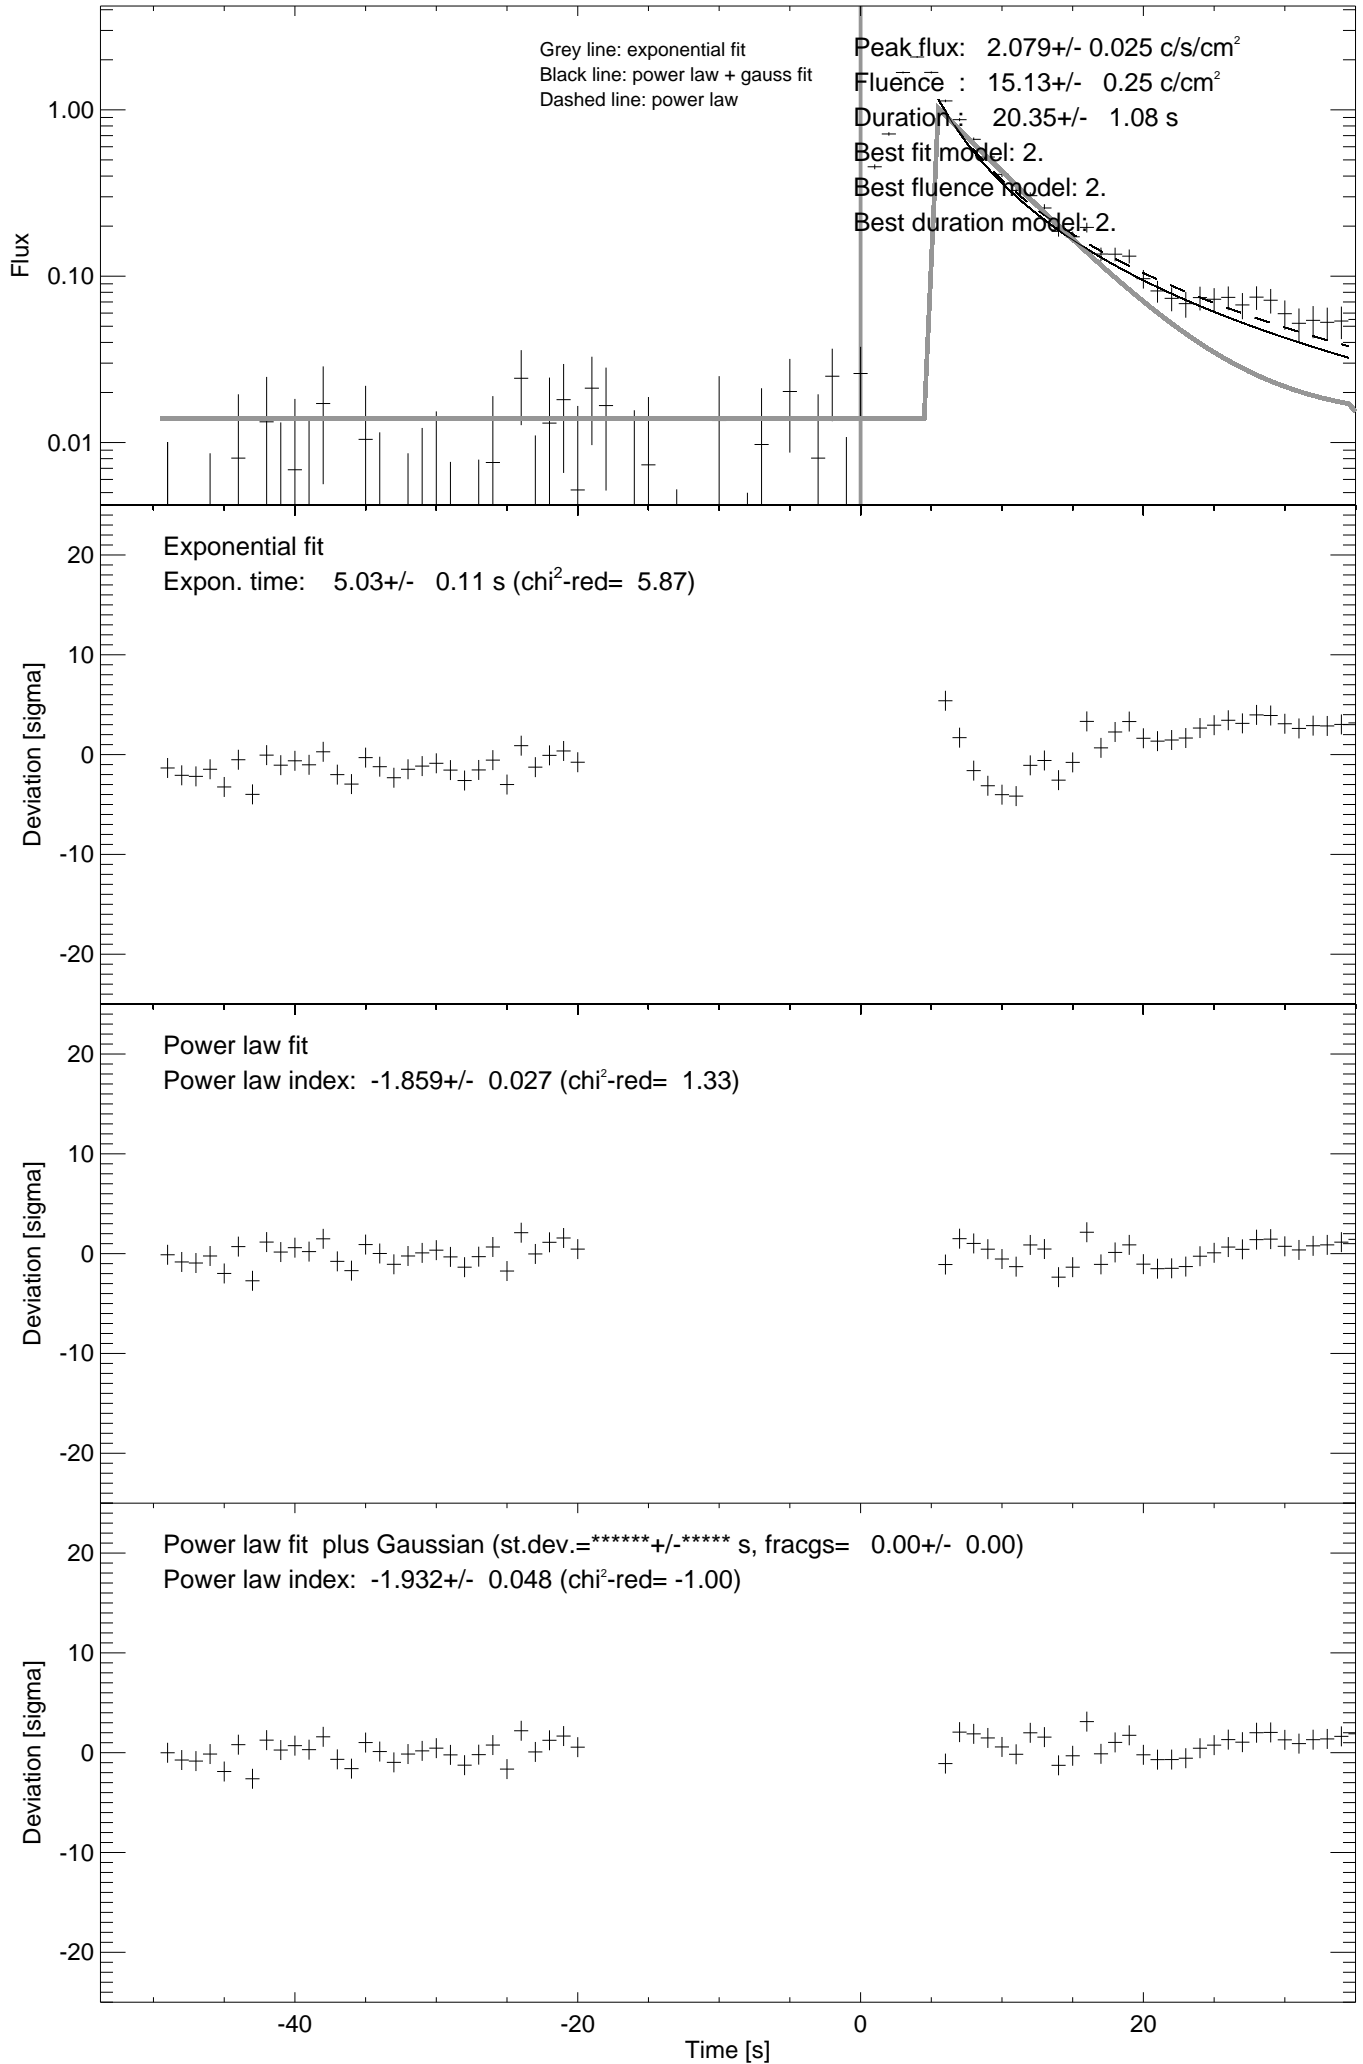 Grey line: exponential fit
Black line: power law + gauss fit
Dashed line: power law
Peak flux: 2.079+/- 0.025 c/s/cm²
Fluence : 15.13+/- 0.25 c/cm²
Duration : 20.35+/- 1.08 s
Best fit model: 2.
Best fluence model: 2.
Best duration model: 2.
Flux
1.00
0.10
0.01
Exponential fit
Expon. time: 5.03+/- 0.11 s (chi²-red= 5.87)
Deviation [sigma]
20
10
0
-10
-20
Power law fit
Power law index: -1.859+/- 0.027 (chi²-red= 1.33)
Deviation [sigma]
20
10
0
-10
-20
Power law fit plus Gaussian (st.dev.=******+/-***** s, fracgs= 0.00+/- 0.00)
Power law index: -1.932+/- 0.048 (chi²-red= -1.00)
Deviation [sigma]
20
10
0
-10
-20
-40 -20 0 20
Time [s]